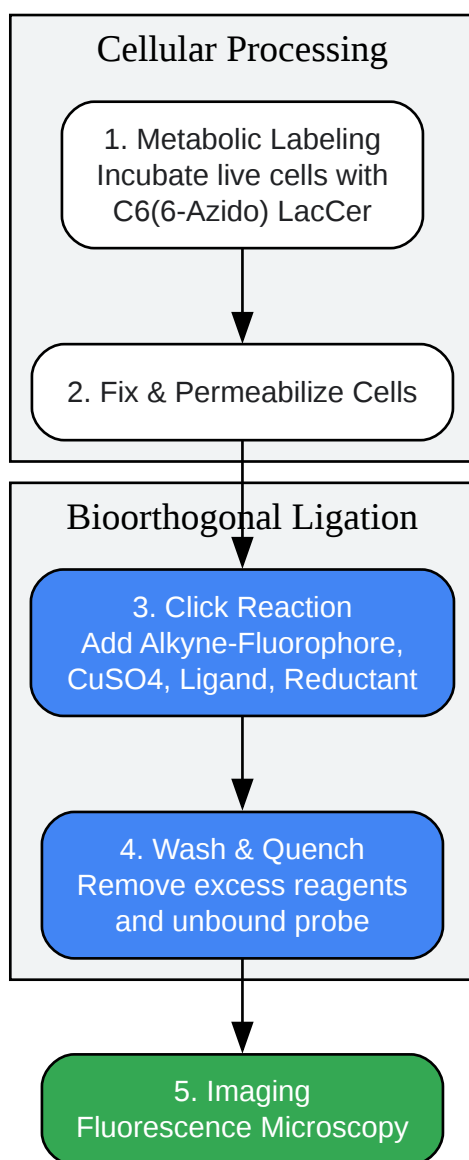 Cellular Processing
1. Metabolic Labeling
Incubate live cells with
C6(6-Azido) LacCer
2. Fix & Permeabilize Cells
Bioorthogonal Ligation
3. Click Reaction
Add Alkyne-Fluorophore,
CuSO4, Ligand, Reductant
4. Wash & Quench
Remove excess reagents
and unbound probe
5. Imaging
Fluorescence Microscopy